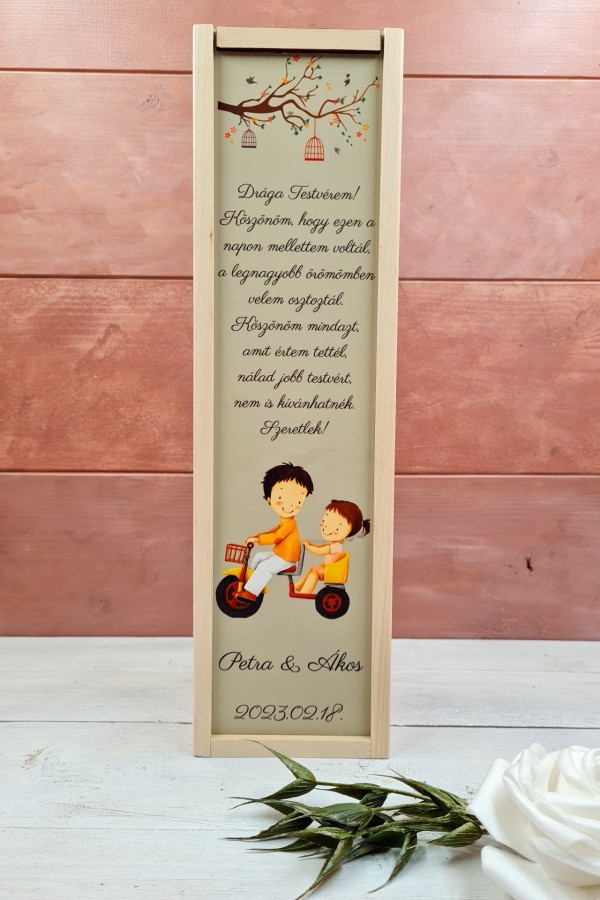 Drága Testvérem!
Köszönöm, hogy ezen a
napon mellettem voltál,
a legnagyobb örömömben
velem osztoztál.
Köszönöm mindazt,
amit értem tettél,
nálad jobb testvért,
nem is kívánhatnék.
Szeretlek!
Petra & Ákos
2023.02.18.